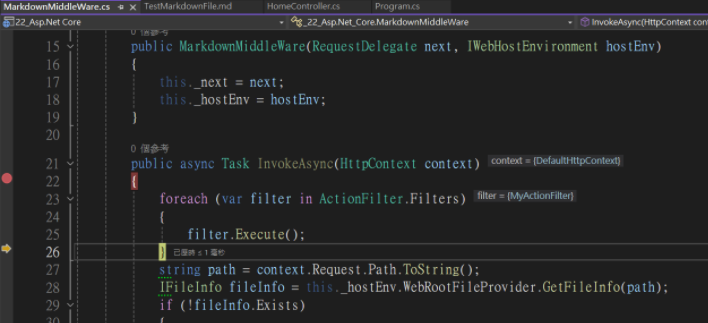 MarkdownMiddleWare.cs TestMarkdownFile.md HomeController.cs Program.cs
22_Asp.Net Core _22_Asp.Net_Core.MarkdownMiddleWare InvokeAsync(HttpContext cont
0 個參考
15 public MarkdownMiddleWare(RequestDelegate next, IWebHostEnvironment hostEnv)
16 {
17 this._next = next;
18 this._hostEnv = hostEnv;
19 }
20
0 個參考
21 public async Task InvokeAsync(HttpContext context) context = {DefaultHttpContext}
22 {
23 foreach (var filter in ActionFilter.Filters) filter = {MyActionFilter}
24 {
25 filter.Execute();
26 } 已耗時 ≤ 1 毫秒
27 string path = context.Request.Path.ToString();
28 IFileInfo fileInfo = this._hostEnv.WebRootFileProvider.GetFileInfo(path);
29 if (!fileInfo.Exists)
30 {